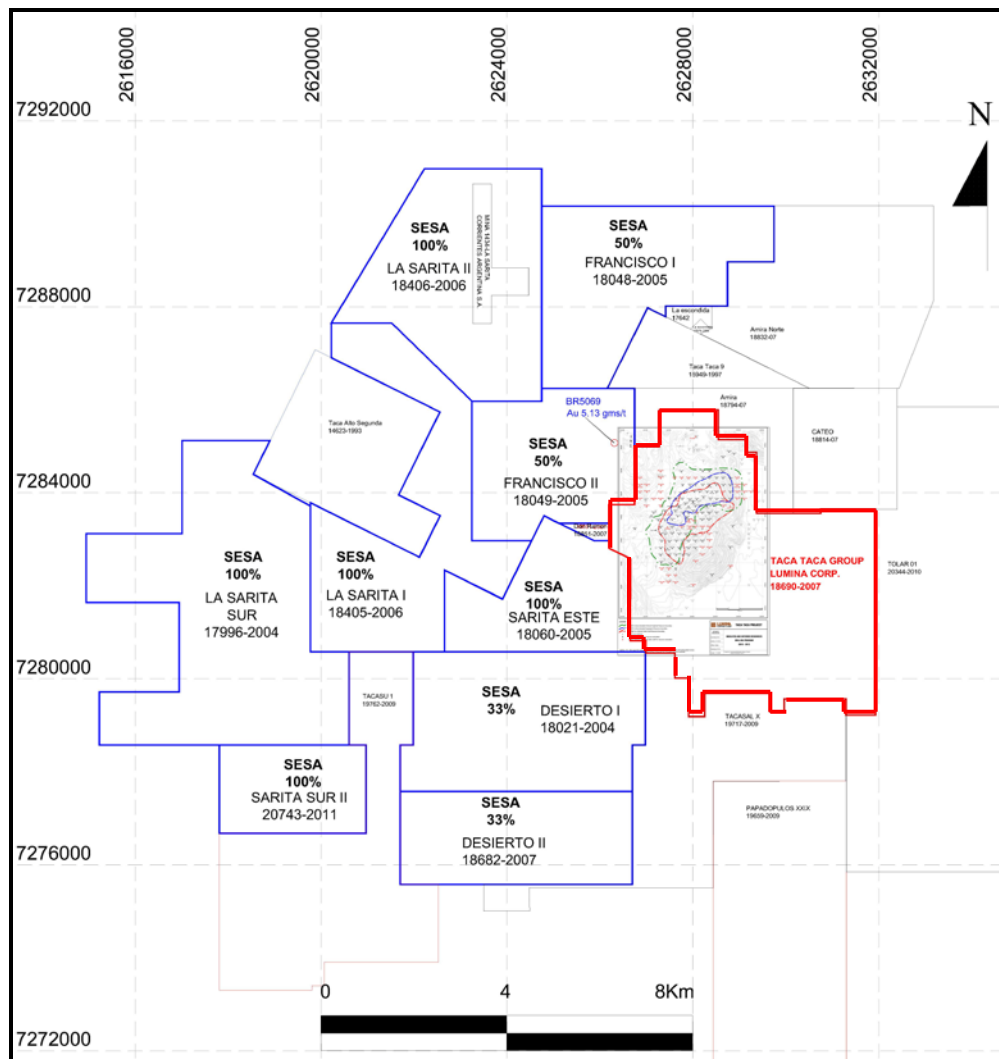 2616000
2620000
2624000
2628000
2632000
7292000
N
SESA
100%
LA SARITA II
18406-2006
MINA 1434-LA SARITA
CORRIENTES ARGENTINA S.A.
SESA
50%
FRANCISCO I
18048-2005
7288000
La escondida
17642
Amira Norte
18832-07
Taca Taca 9
15949-1997
Amira
18794-07
BR5069
Au 5.13 gms/t
Taca Alto Segunda
14623-1993
CATEO
18814-07
SESA
50%
FRANCISCO II
18049-2005
7284000
SESA
100%
LA SARITA
SUR
17996-2004
SESA
100%
LA SARITA I
18405-2006
SESA
100%
SARITA ESTE
18060-2005
TACA TACA GROUP
LUMINA CORP.
18690-2007
TOLAR 01
20344-2010
7280000
TACASU 1
19762-2009
SESA
33%
DESIERTO I
18021-2004
TACASAL X
19717-2009
SESA
100%
SARITA SUR II
20743-2011
SESA
33%
DESIERTO II
18682-2007
PAPADOPULOS XXIX
19659-2009
7276000
0
4
8Km
7272000